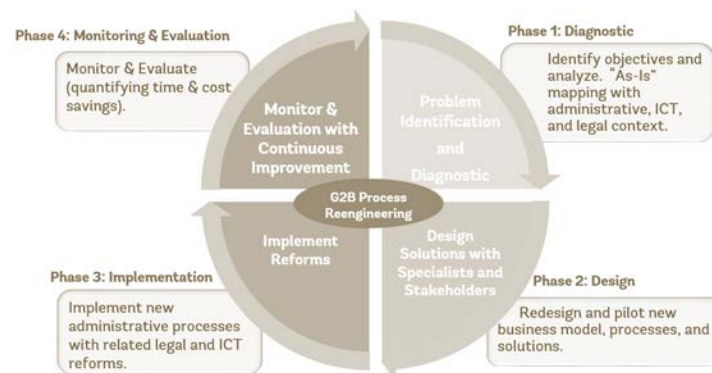 Phase 4: Monitoring & Evaluation
Monitor & Evaluate
(quantifying time & cost
savings).
Phase 1: Diagnostic
Identify objectives and
analyze. "As-Is"
mapping with
administrative, ICT,
and legal context.
Monitor &
Evaluation with
Continuous
Improvement
Problem
Identification
and
Diagnostic
G2B Process
Reengineering
Implement
Reforms
Design
Solutions with
Specialists and
Stakeholders
Phase 3: Implementation
Implement new
administrative processes
with related legal and ICT
reforms.
Phase 2: Design
Redesign and pilot new
business model, processes, and
solutions.